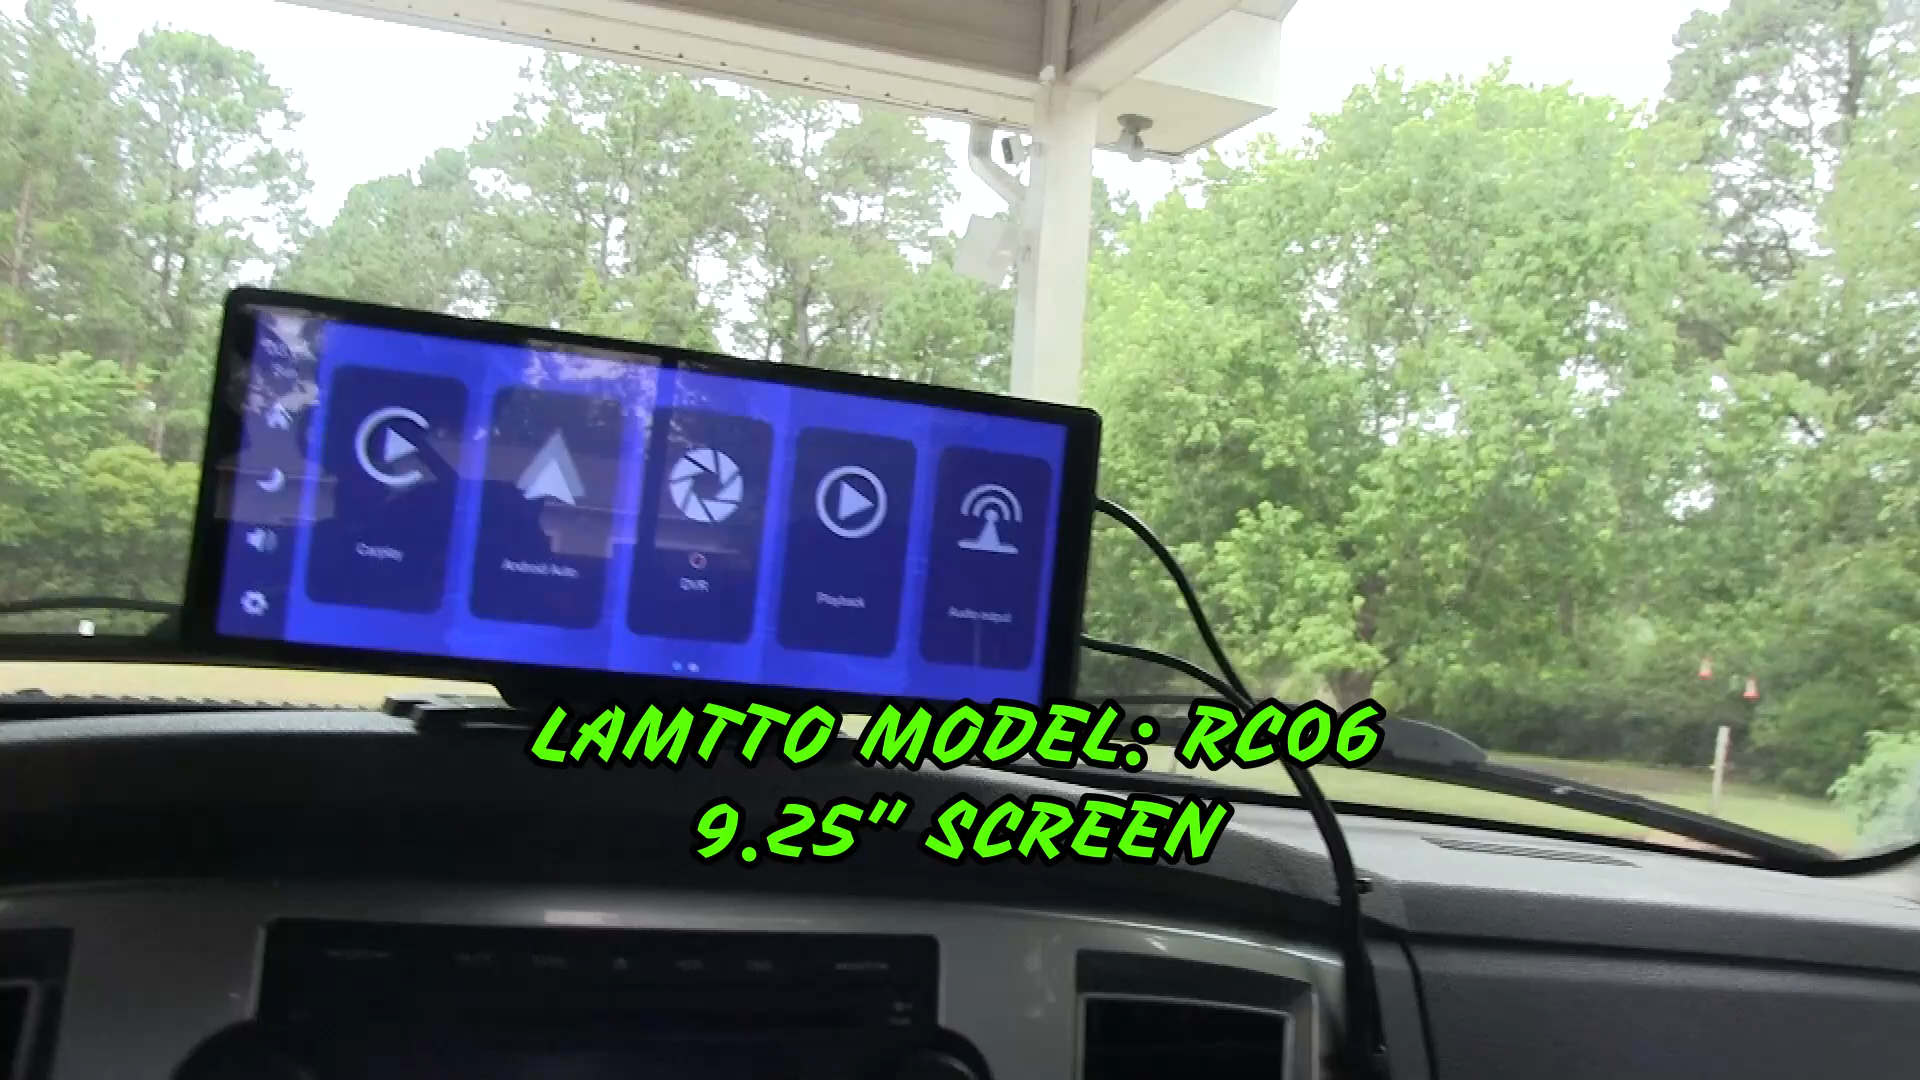 Carplay
Android Auto
DVR
Playback
Audio output
LAMTTO MODEL: RC06
9.25" SCREEN